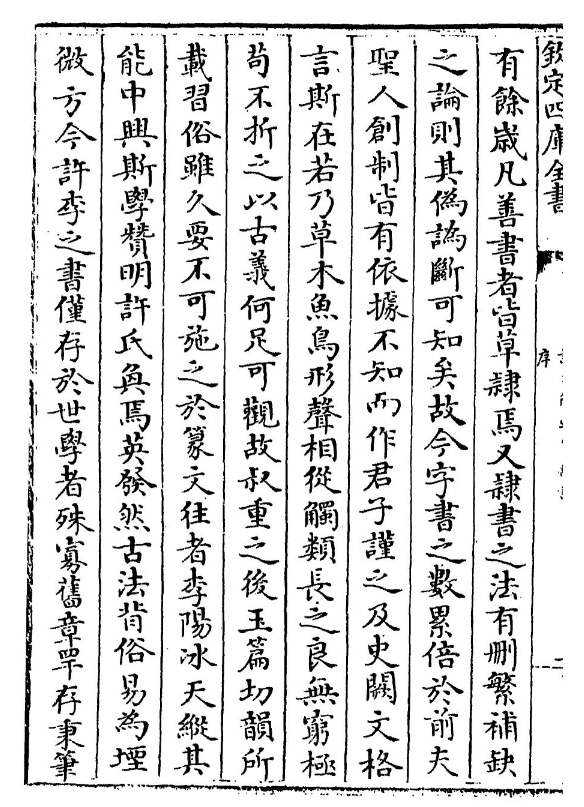 欽定四庫全書
序
有餘歲凡善書者皆草隸焉又隸書之法有刪繁補缺
之論則其偽譌斷可知矣故今字書之數累倍於前夫
聖人創制皆有依據不知而作君子謹之及史闕文格
言斯在若乃草木魚鳥形聲相從觸類長之良無窮極
苟不折之以古義何足可觀故叔重之後玉篇切韻所
載習俗雖久要不可施之於篆文往者李陽冰天縱其
能中興斯學贊明許氏奐焉英發然古法背俗易為堙
微方今許李之書僅存於世學者殊寡舊章罕存秉筆